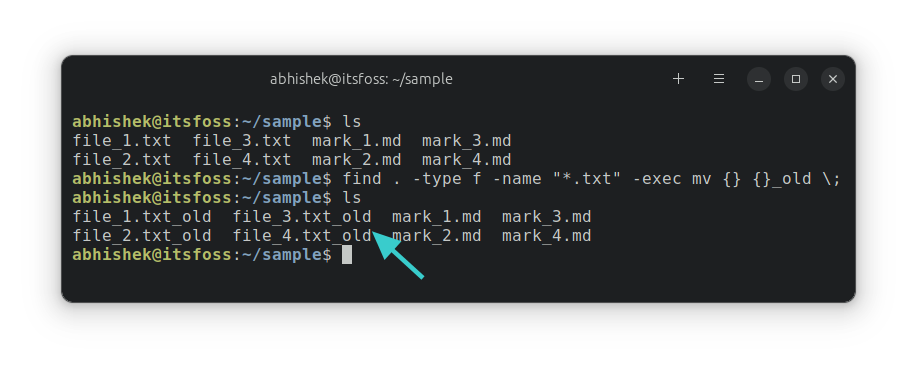 abhishek@itsfoss: ~/sample
abhishek@itsfoss:~/sample$ ls
file_1.txt  file_3.txt  mark_1.md  mark_3.md
file_2.txt  file_4.txt  mark_2.md  mark_4.md
abhishek@itsfoss:~/sample$ find . -type f -name "*.txt" -exec mv {} {}_old \;
abhishek@itsfoss:~/sample$ ls
file_1.txt_old  file_3.txt_old  mark_1.md  mark_3.md
file_2.txt_old  file_4.txt_old  mark_2.md  mark_4.md
abhishek@itsfoss:~/sample$